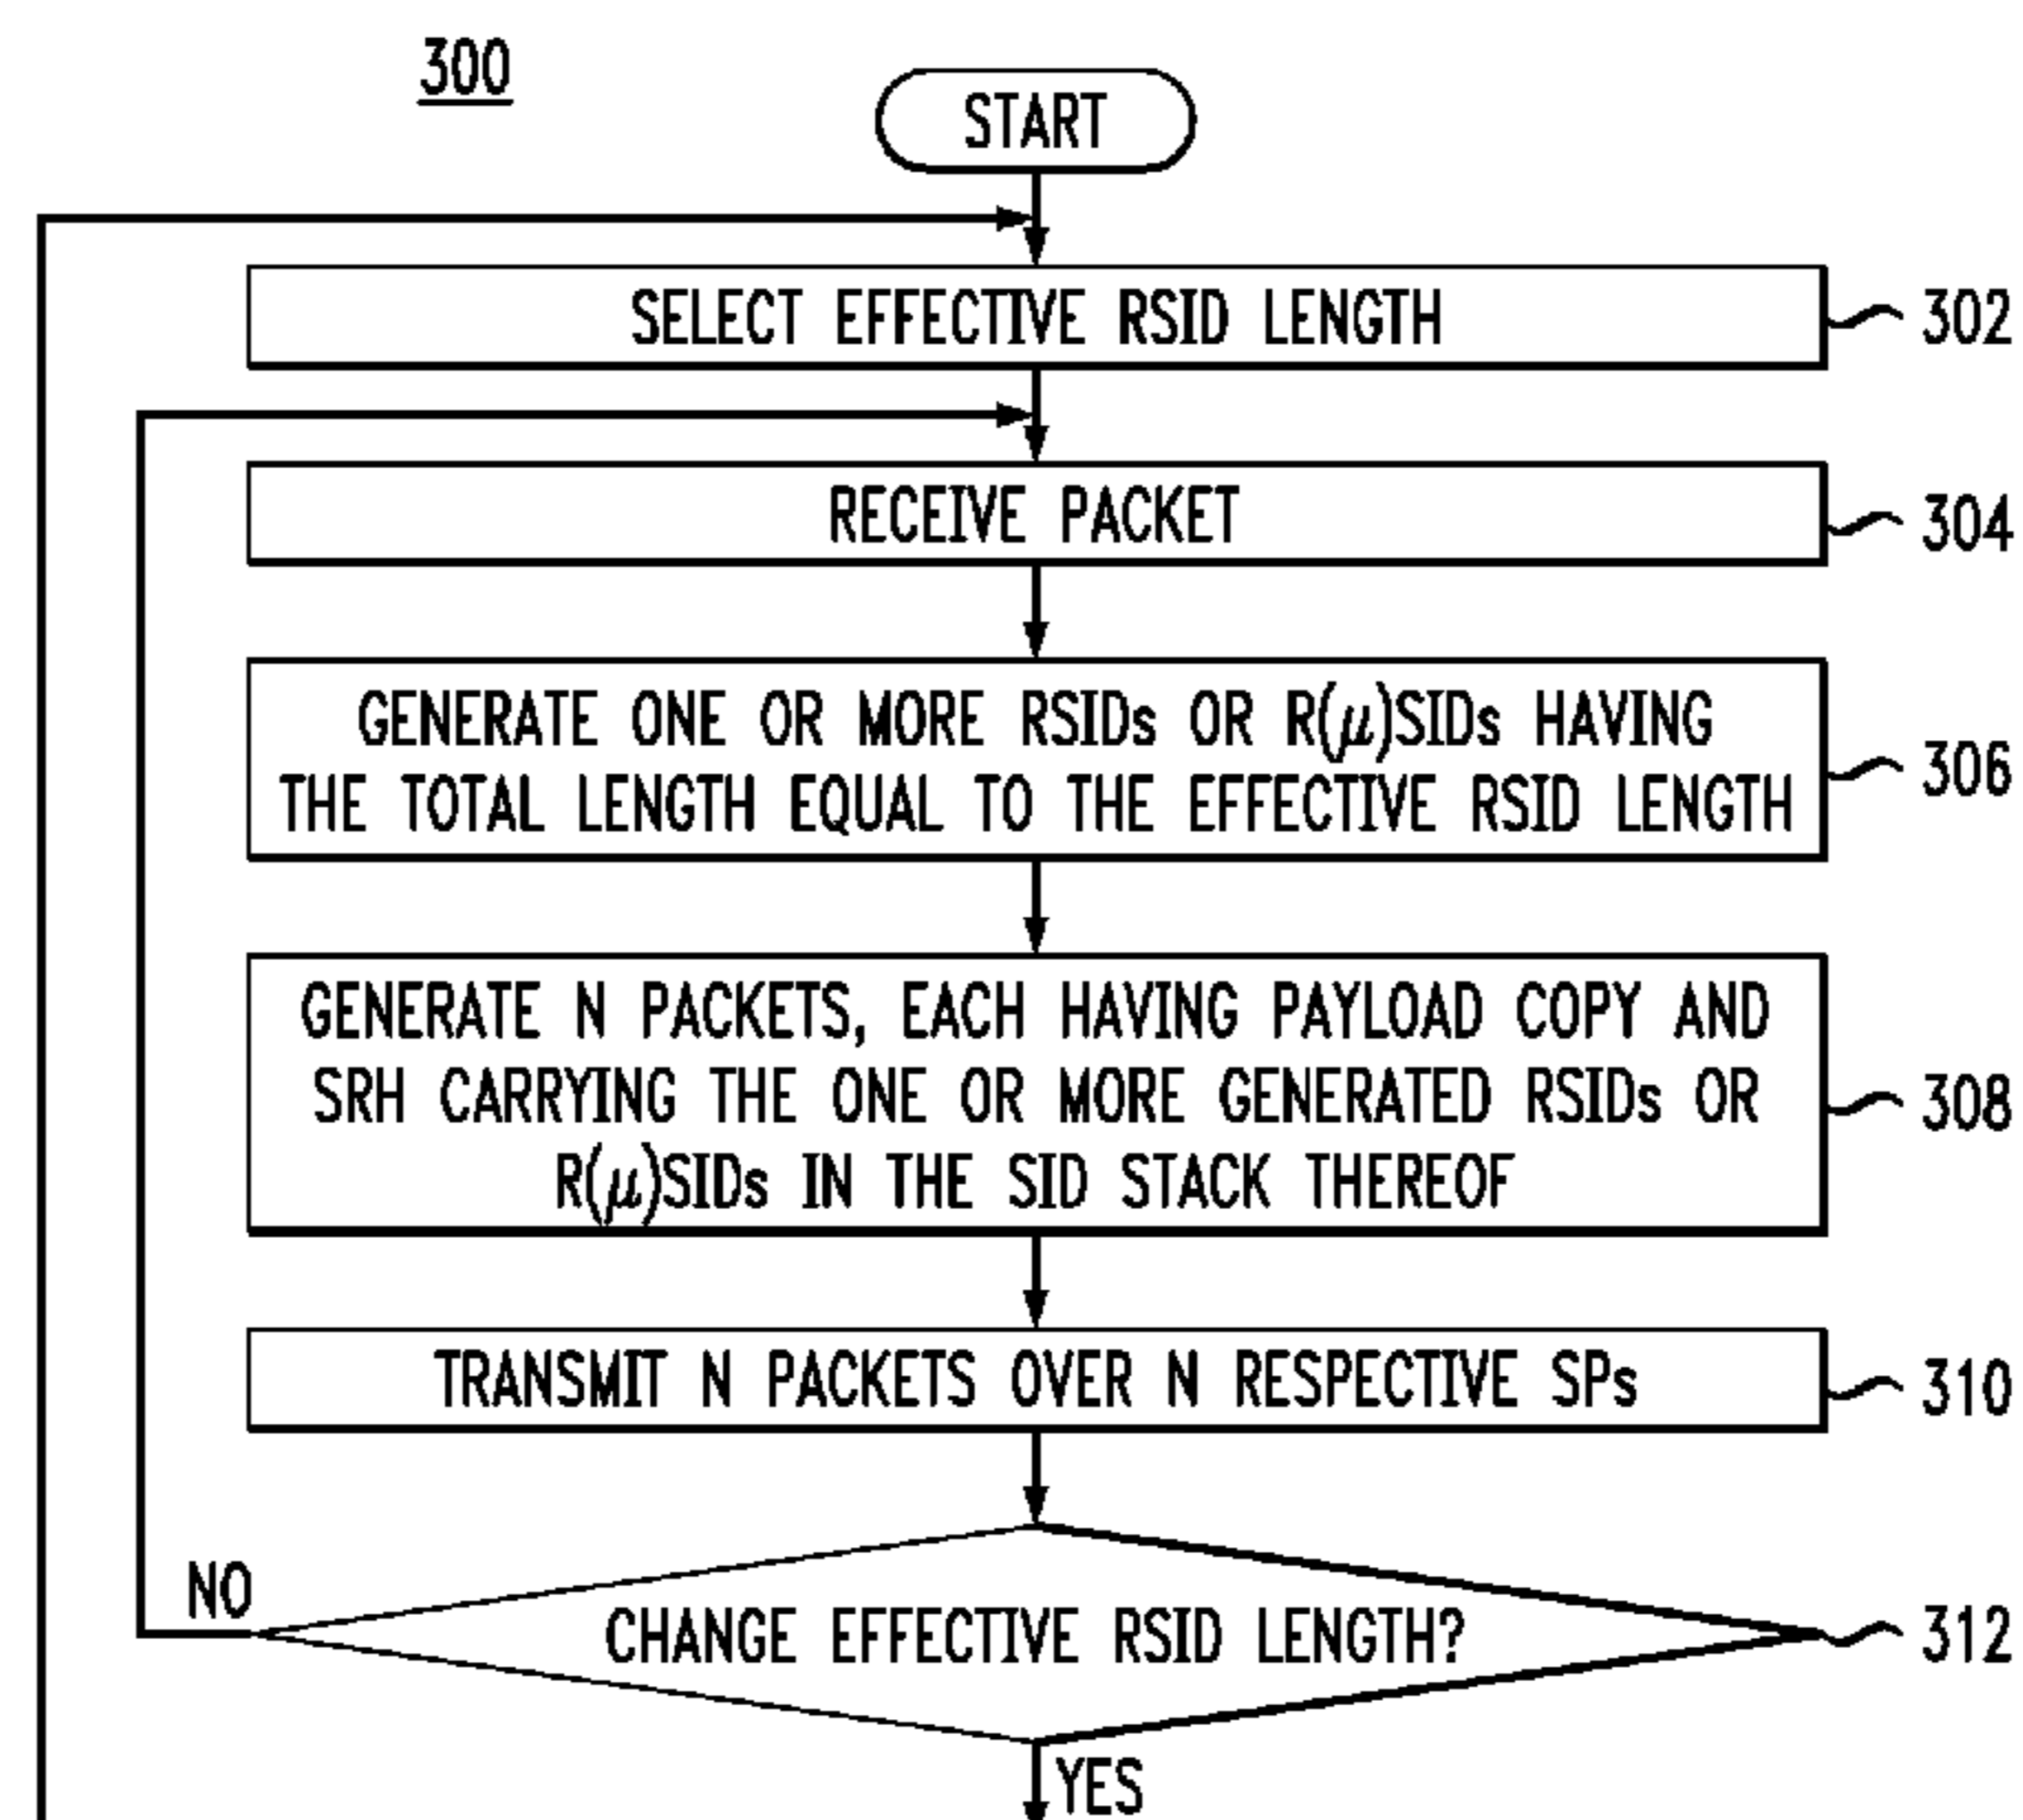 300
START
SELECT EFFECTIVE RSID LENGTH
302
RECEIVE PACKET
304
GENERATE ONE OR MORE RSIDs OR R(μ)SIDs HAVING
THE TOTAL LENGTH EQUAL TO THE EFFECTIVE RSID LENGTH
306
GENERATE N PACKETS, EACH HAVING PAYLOAD COPY AND
SRH CARRYING THE ONE OR MORE GENERATED RSIDs OR
R(μ)SIDs IN THE SID STACK THEREOF
308
TRANSMIT N PACKETS OVER N RESPECTIVE SPs
310
NO
CHANGE EFFECTIVE RSID LENGTH?
312
YES